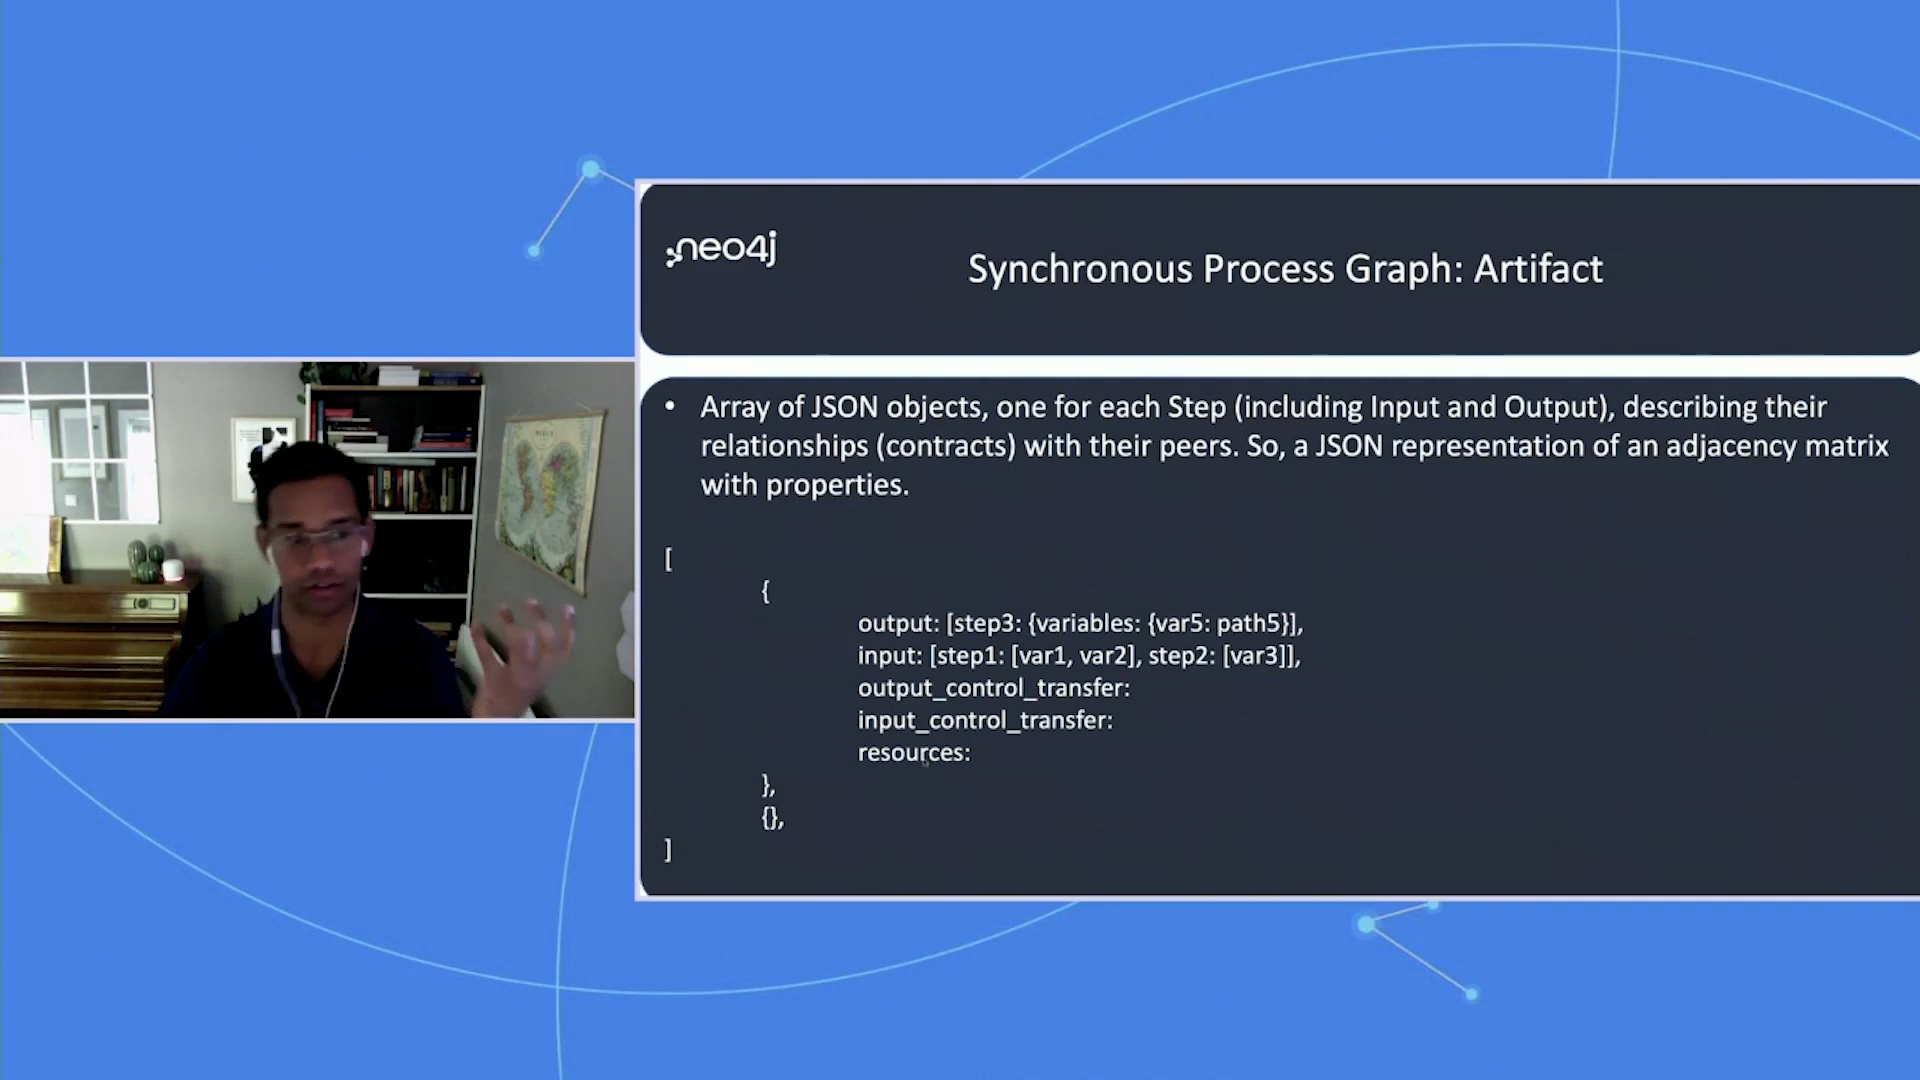 neo4j
Synchronous Process Graph: Artifact
• Array of JSON objects, one for each Step (including Input and Output), describing their
relationships (contracts) with their peers. So, a JSON representation of an adjacency matrix
with properties.
[
{
output: [step3: {variables: {var5: path5}],
input: [step1: [var1, var2], step2: [var3]],
output_control_transfer:
input_control_transfer:
resources:
},
{},
]